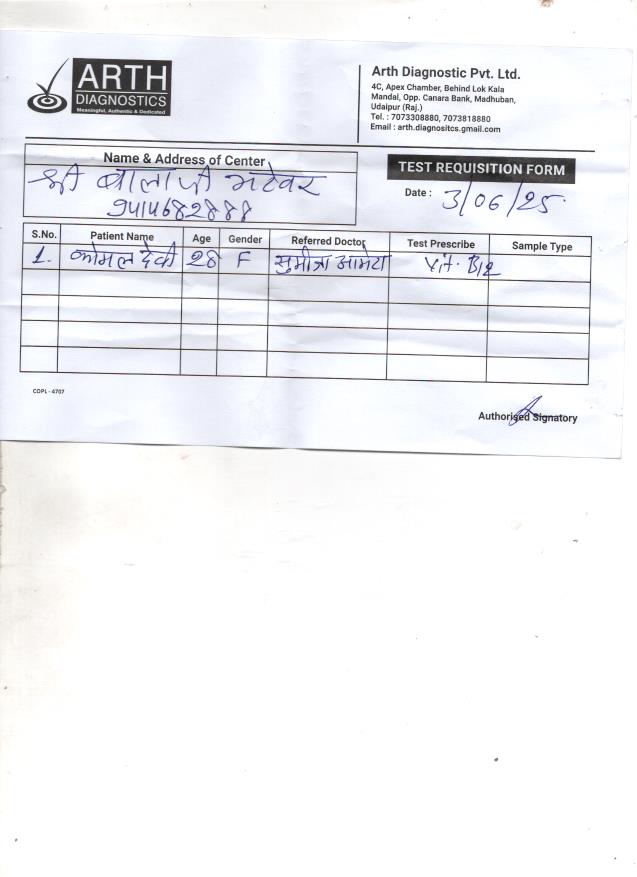 ARTH
DIAGNOSTICS
Meaningful, Authentic & Dedicated
Arth Diagnostic Pvt. Ltd.
4C, Apex Chamber, Behind Lok Kala
Mandal, Opp. Canara Bank, Madhuban,
Udaipur (Raj.)
Tel. : 7073308880, 7073818880
Email : arth.diagnositcs.gmail.com
Name & Address of Center
श्री बालाजी भटेवर
9414682888
TEST REQUISITION FORM
Date : 3/06/25
S.No. Patient Name Age Gender Referred Doctor Test Prescribe Sample Type
1. कोमल देवी 28 F सुमीत्रा आमेटा Vit. B12
COPL - 4707
Authorised Signatory